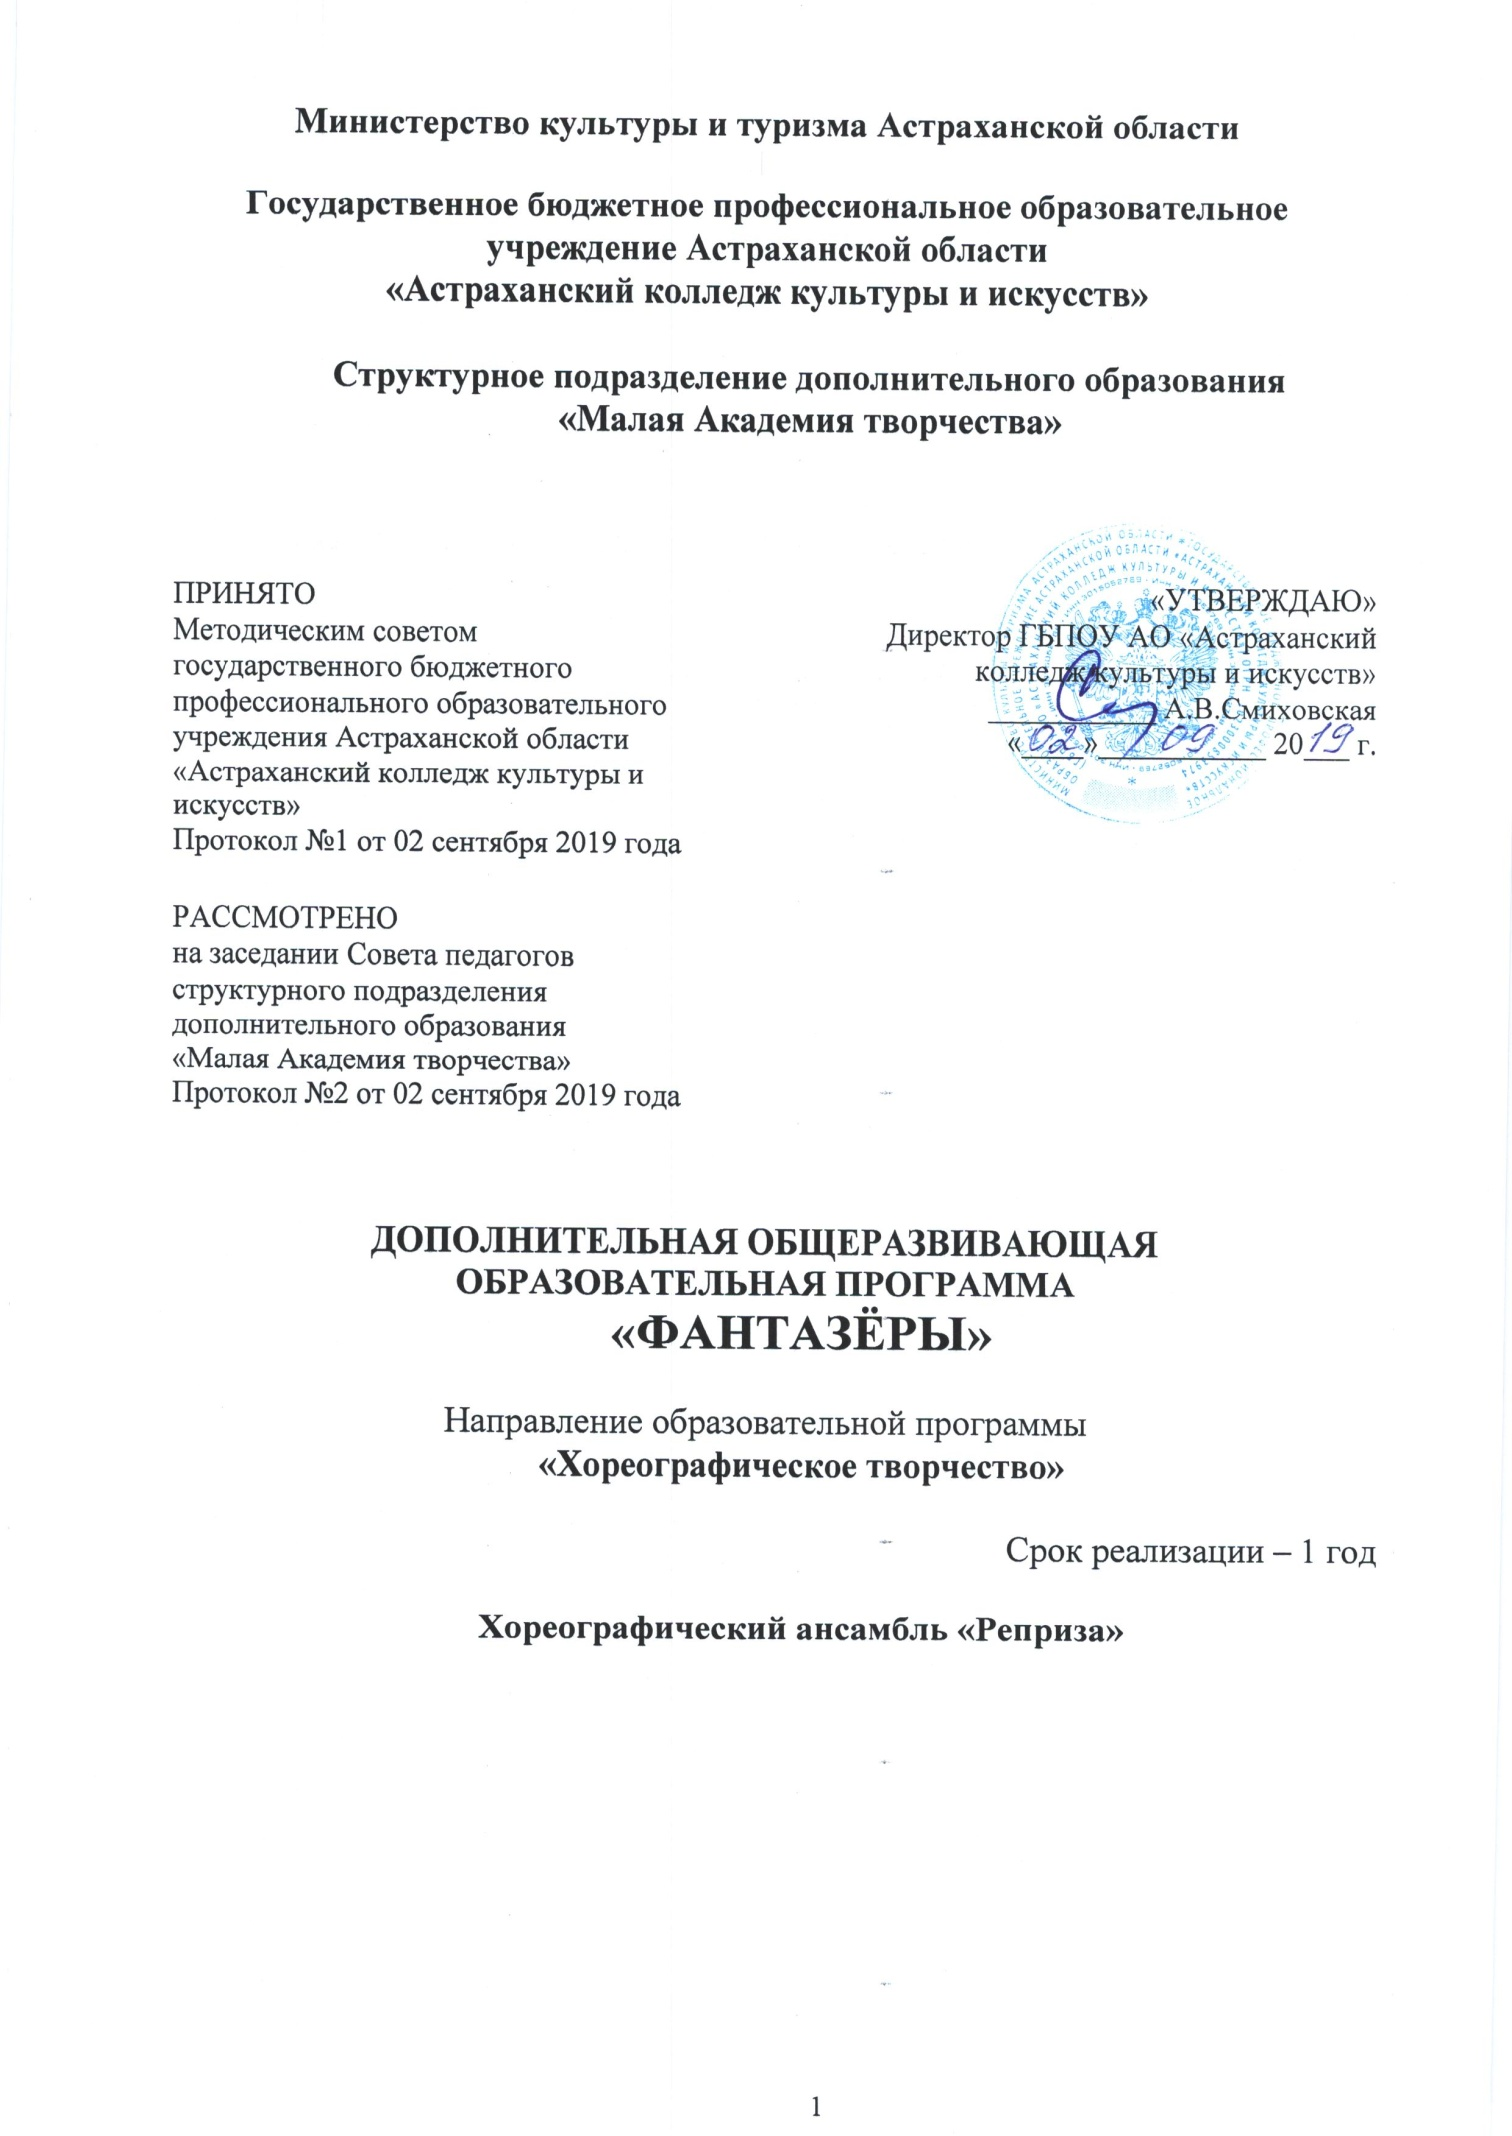 Министерство культуры и туризма Астраханской области
Государственное бюджетное профессиональное образовательное
учреждение Астраханской области
«Астраханский колледж культуры и искусств»
Структурное подразделение дополнительного образования
«Малая Академия творчества»
ПРИНЯТО
Методическим советом
государственного бюджетного
профессионального образовательного
учреждения Астраханской области
«Астраханский колледж культуры и
искусств»
Протокол №1 от 02 сентября 2019 года
«УТВЕРЖДАЮ»
Директор ГБПОУ АО «Астраханский
колледж культуры и искусств»
____________А.В.Смиховская
«02» 09 2019 г.
РАССМОТРЕНО
на заседании Совета педагогов
структурного подразделения
дополнительного образования
«Малая Академия творчества»
Протокол №2 от 02 сентября 2019 года
ДОПОЛНИТЕЛЬНАЯ ОБЩЕРАЗВИВАЮЩАЯ
ОБРАЗОВАТЕЛЬНАЯ ПРОГРАММА
«ФАНТАЗЁРЫ»
Направление образовательной программы
«Хореографическое творчество»
Срок реализации – 1 год
Хореографический ансамбль «Реприза»
1